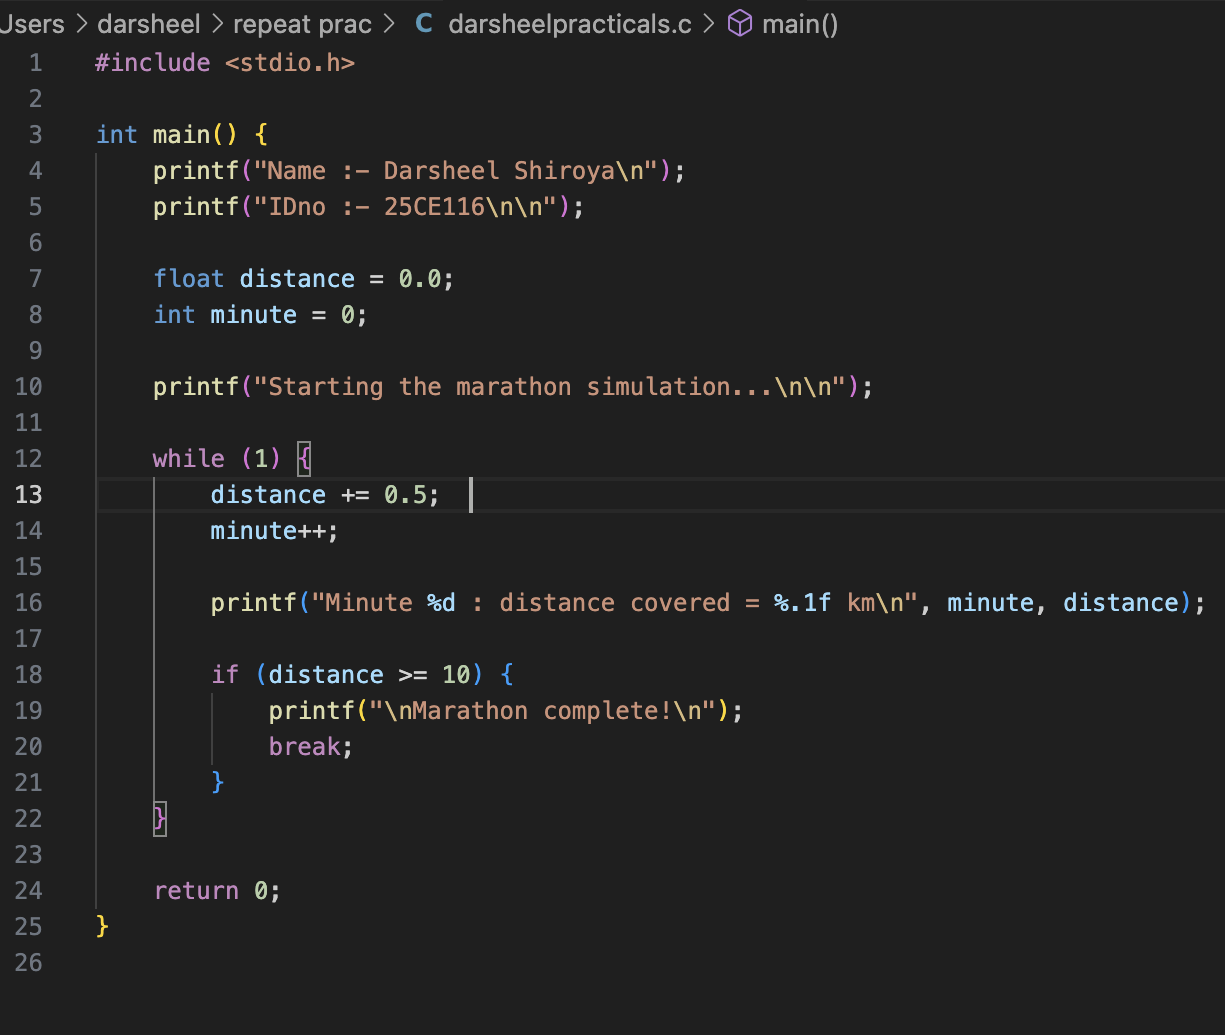 Users > darsheel > repeat prac > C darsheelpracticals.c > main()
1 #include <stdio.h>
2
3 int main() {
4     printf("Name :- Darsheel Shiroya\n");
5     printf("IDno :- 25CE116\n\n");
6
7     float distance = 0.0;
8     int minute = 0;
9
10     printf("Starting the marathon simulation...\n\n");
11
12     while (1) {
13         distance += 0.5;
14         minute++;
15
16         printf("Minute %d : distance covered = %.1f km\n", minute, distance);
17
18         if (distance >= 10) {
19             printf("\nMarathon complete!\n");
20             break;
21         }
22     }
23
24     return 0;
25 }
26